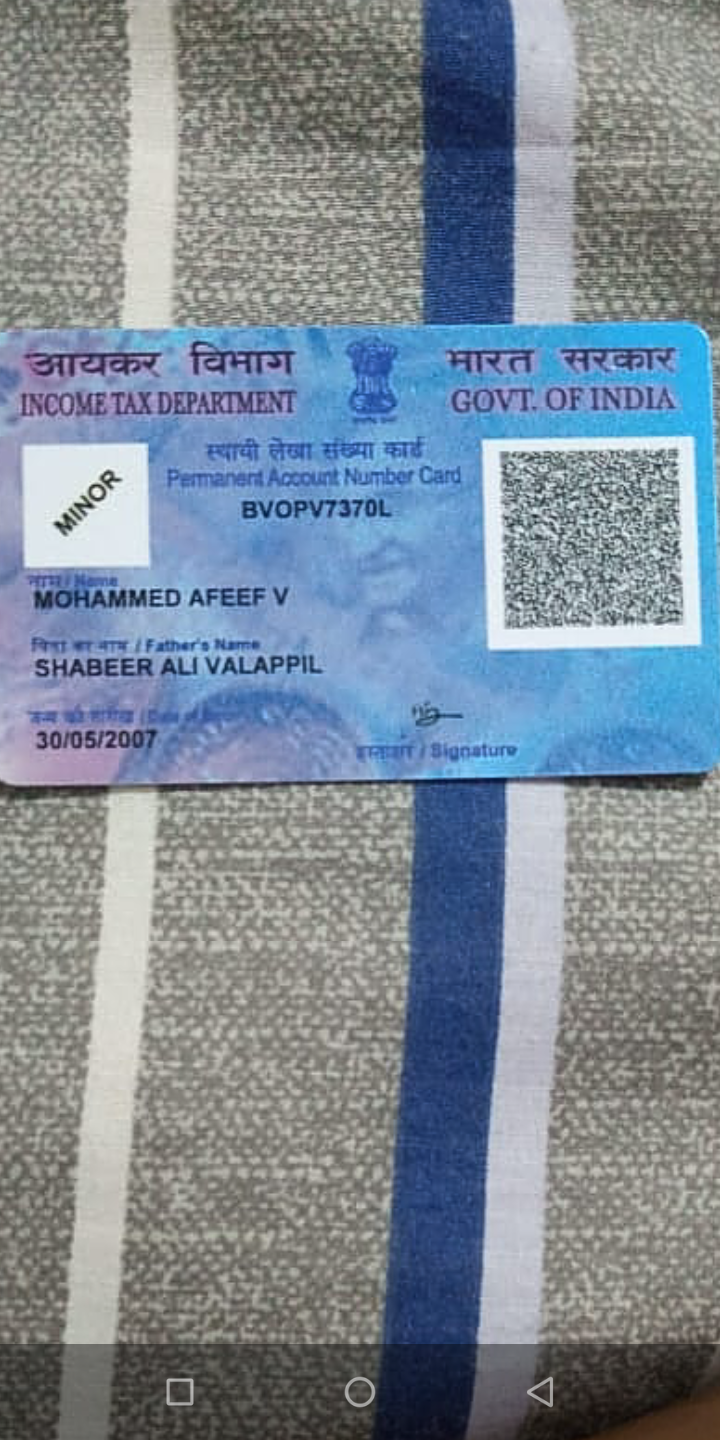 आयकर विभाग
INCOME TAX DEPARTMENT
भारत सरकार
GOVT. OF INDIA
स्थायी लेखा संख्या कार्ड
Permanent Account Number Card
BVOPV7370L
MINOR
नाम / Name
MOHAMMED AFEEF V
पिता का नाम / Father's Name
SHABEER ALI VALAPPIL
जन्म की तारीख / Date of Birth
30/05/2007
हस्ताक्षर / Signature